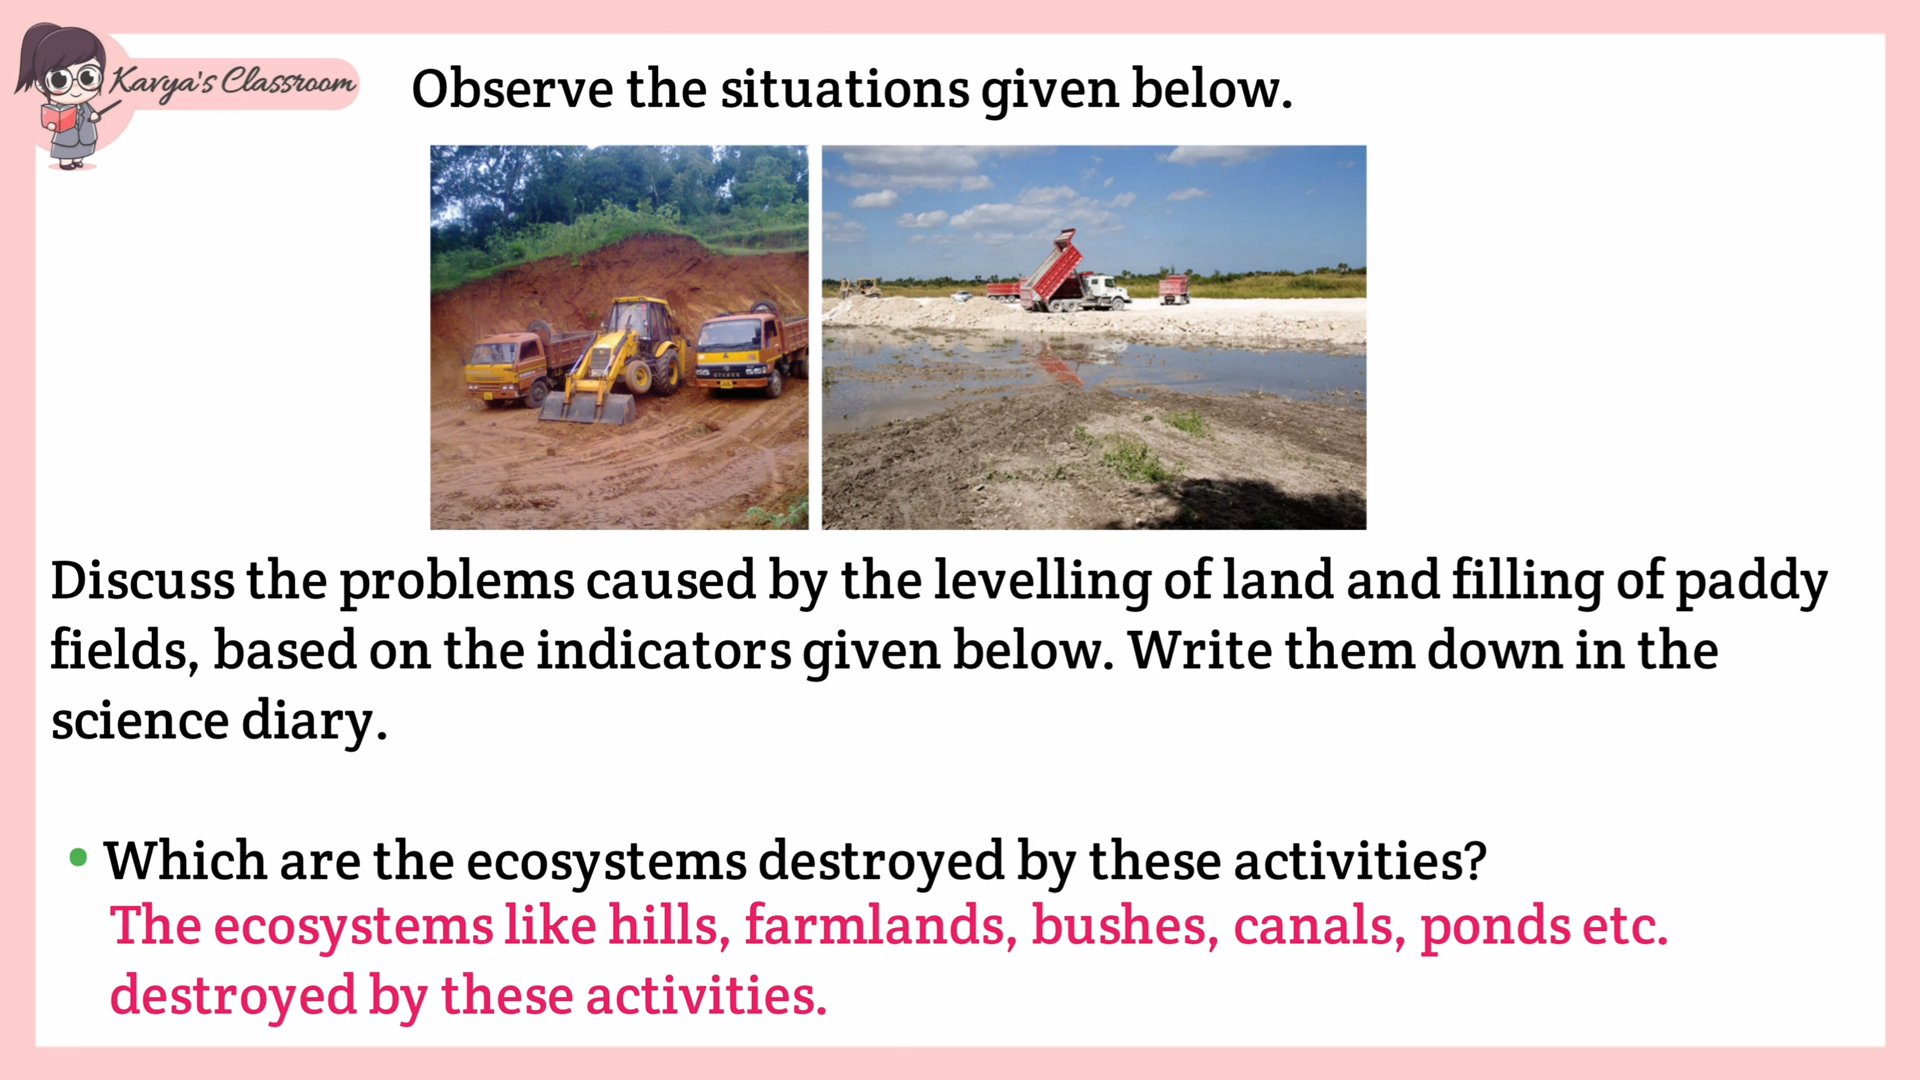 Kavya's Classroom
Observe the situations given below.
Discuss the problems caused by the levelling of land and filling of paddy
fields, based on the indicators given below. Write them down in the
science diary.
• Which are the ecosystems destroyed by these activities?
The ecosystems like hills, farmlands, bushes, canals, ponds etc.
destroyed by these activities.